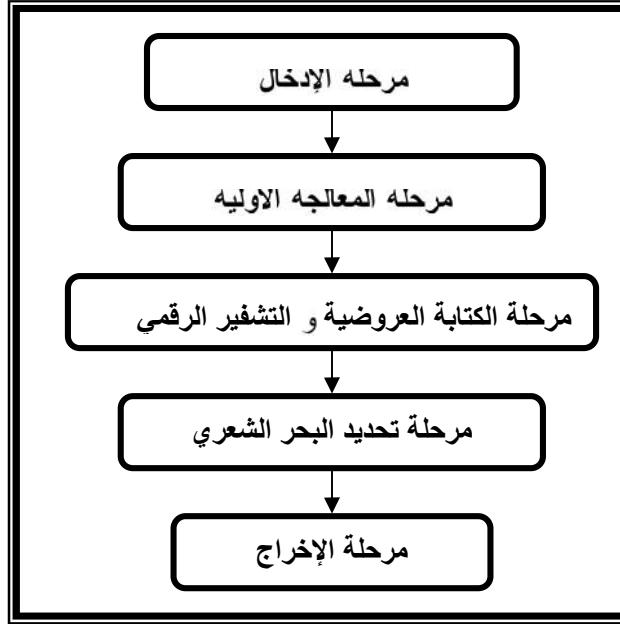 مرحله الإدخال
مرحله المعالجه الاوليه
مرحلة الكتابة العروضية و التشفير الرقمي
مرحلة تحديد البحر الشعري
مرحلة الإخراج